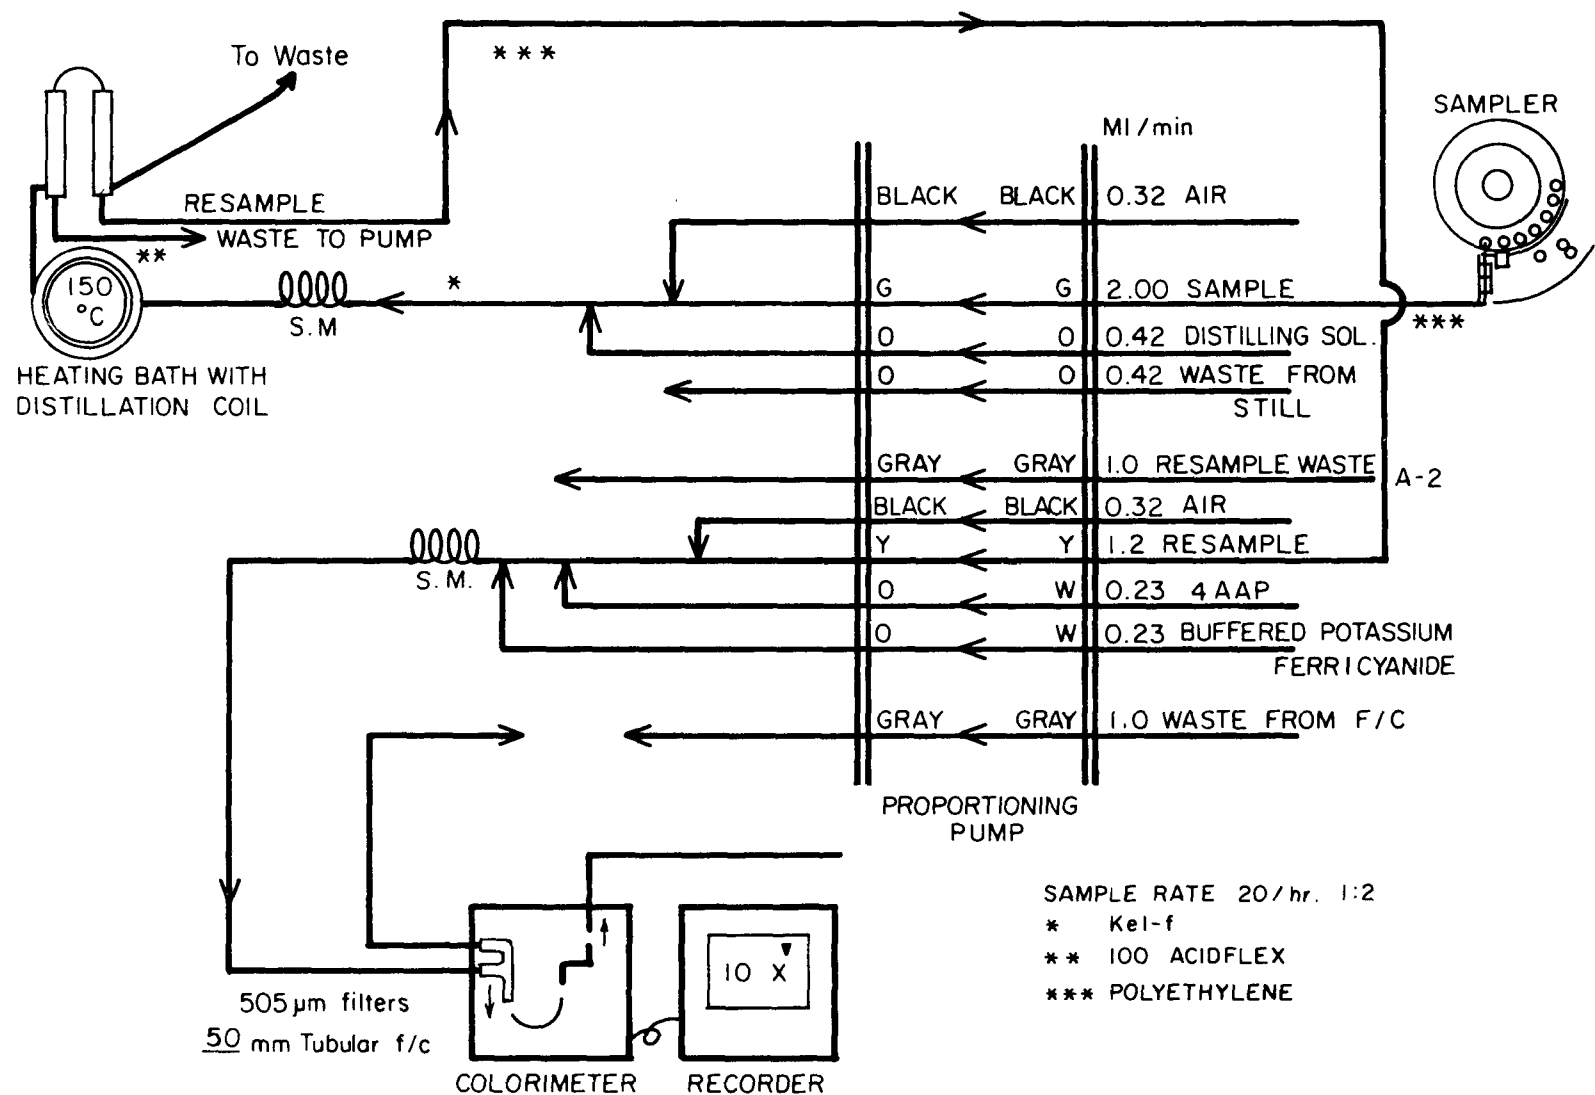 To Waste
* * *
MI/min
SAMPLER
RESAMPLE
WASTE TO PUMP
**
BLACK BLACK 0.32 AIR
150
°C
*
S.M
G G 2.00 SAMPLE
***
O O 0.42 DISTILLING SOL.
HEATING BATH WITH
DISTILLATION COIL
O O 0.42 WASTE FROM
STILL
GRAY GRAY 1.0 RESAMPLE WASTE
A-2
BLACK BLACK 0.32 AIR
Y Y 1.2 RESAMPLE
S. M.
O W 0.23 4 AAP
O W 0.23 BUFFERED POTASSIUM
FERRICYANIDE
GRAY GRAY 1.0 WASTE FROM F/C
PROPORTIONING
PUMP
SAMPLE RATE 20/hr. 1:2
* Kel-f
** 100 ACIDFLEX
*** POLYETHYLENE
10 X
505µm filters
50 mm Tubular f/c
COLORIMETER
RECORDER